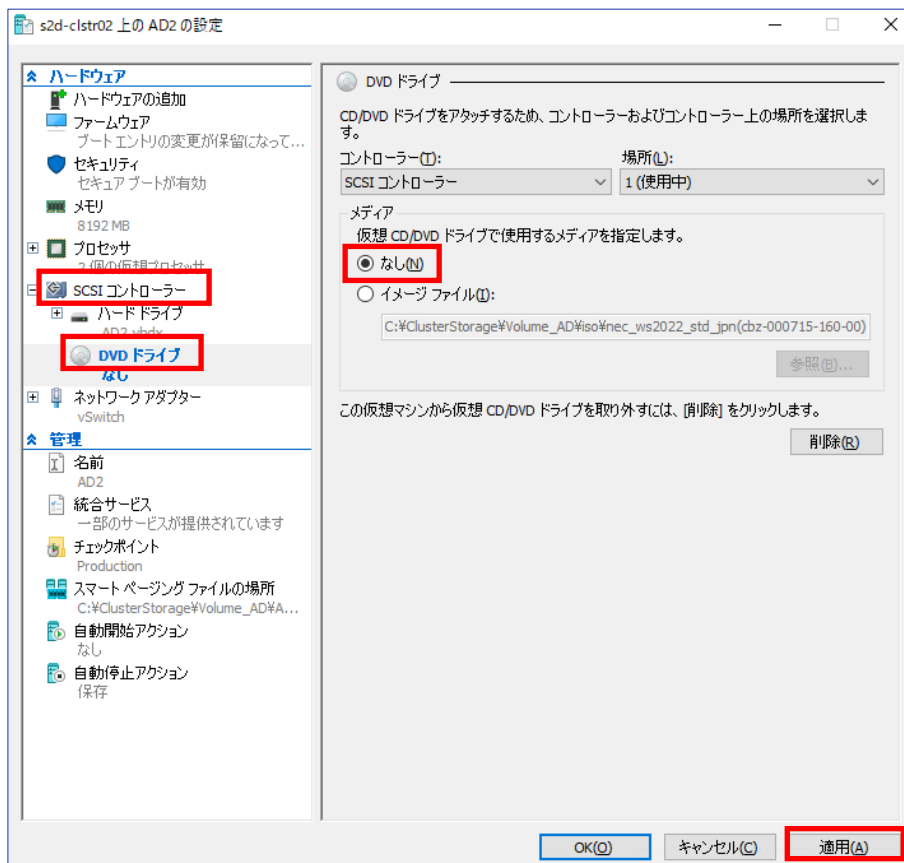 s2d-clstr02 上の AD2 の設定
ハードウェア
ハードウェアの追加
ファームウェア
ブート エントリの変更が保留になって...
セキュリティ
セキュア ブートが有効
メモリ
8192 MB
プロセッサ
2 個の仮想プロセッサ
SCSI コントローラー
ハード ドライブ
AD2.vhdx
DVD ドライブ
なし
ネットワーク アダプター
vSwitch
管理
名前
AD2
統合サービス
一部のサービスが提供されています
チェックポイント
Production
スマート ページング ファイルの場所
C:¥ClusterStorage¥Volume_AD¥A...
自動開始アクション
なし
自動停止アクション
保存
DVD ドライブ
CD/DVD ドライブをアタッチするため、コントローラーおよびコントローラー上の場所を選択しま
す。
コントローラー(T): 場所(L):
SCSI コントローラー 1 (使用中)
メディア
仮想 CD/DVD ドライブで使用するメディアを指定します。
なし(N)
イメージ ファイル(I):
C:¥ClusterStorage¥Volume_AD¥iso¥nec_ws2022_std_jpn(cbz-000715-160-00)
参照(B)...
この仮想マシンから仮想 CD/DVD ドライブを取り外すには、[削除] をクリックします。
削除(R)
OK(O) キャンセル(C) 適用(A)